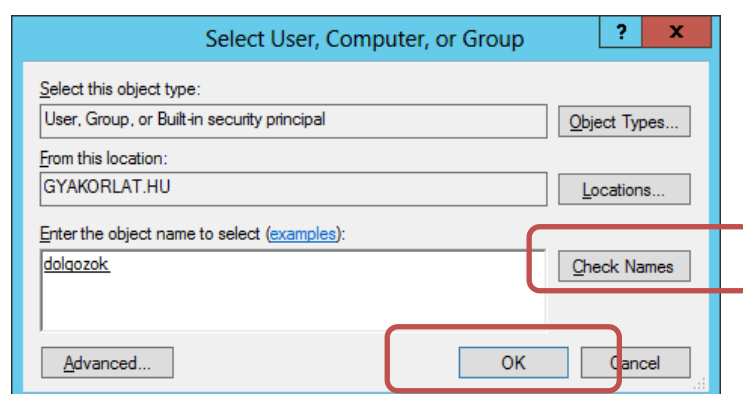 Select User, Computer, or Group
? x
Select this object type:
User, Group, or Built-in security principal
Object Types...
From this location:
GYAKORLAT.HU
Locations...
Enter the object name to select (examples):
dolgozok
Check Names
Advanced...
OK
Cancel